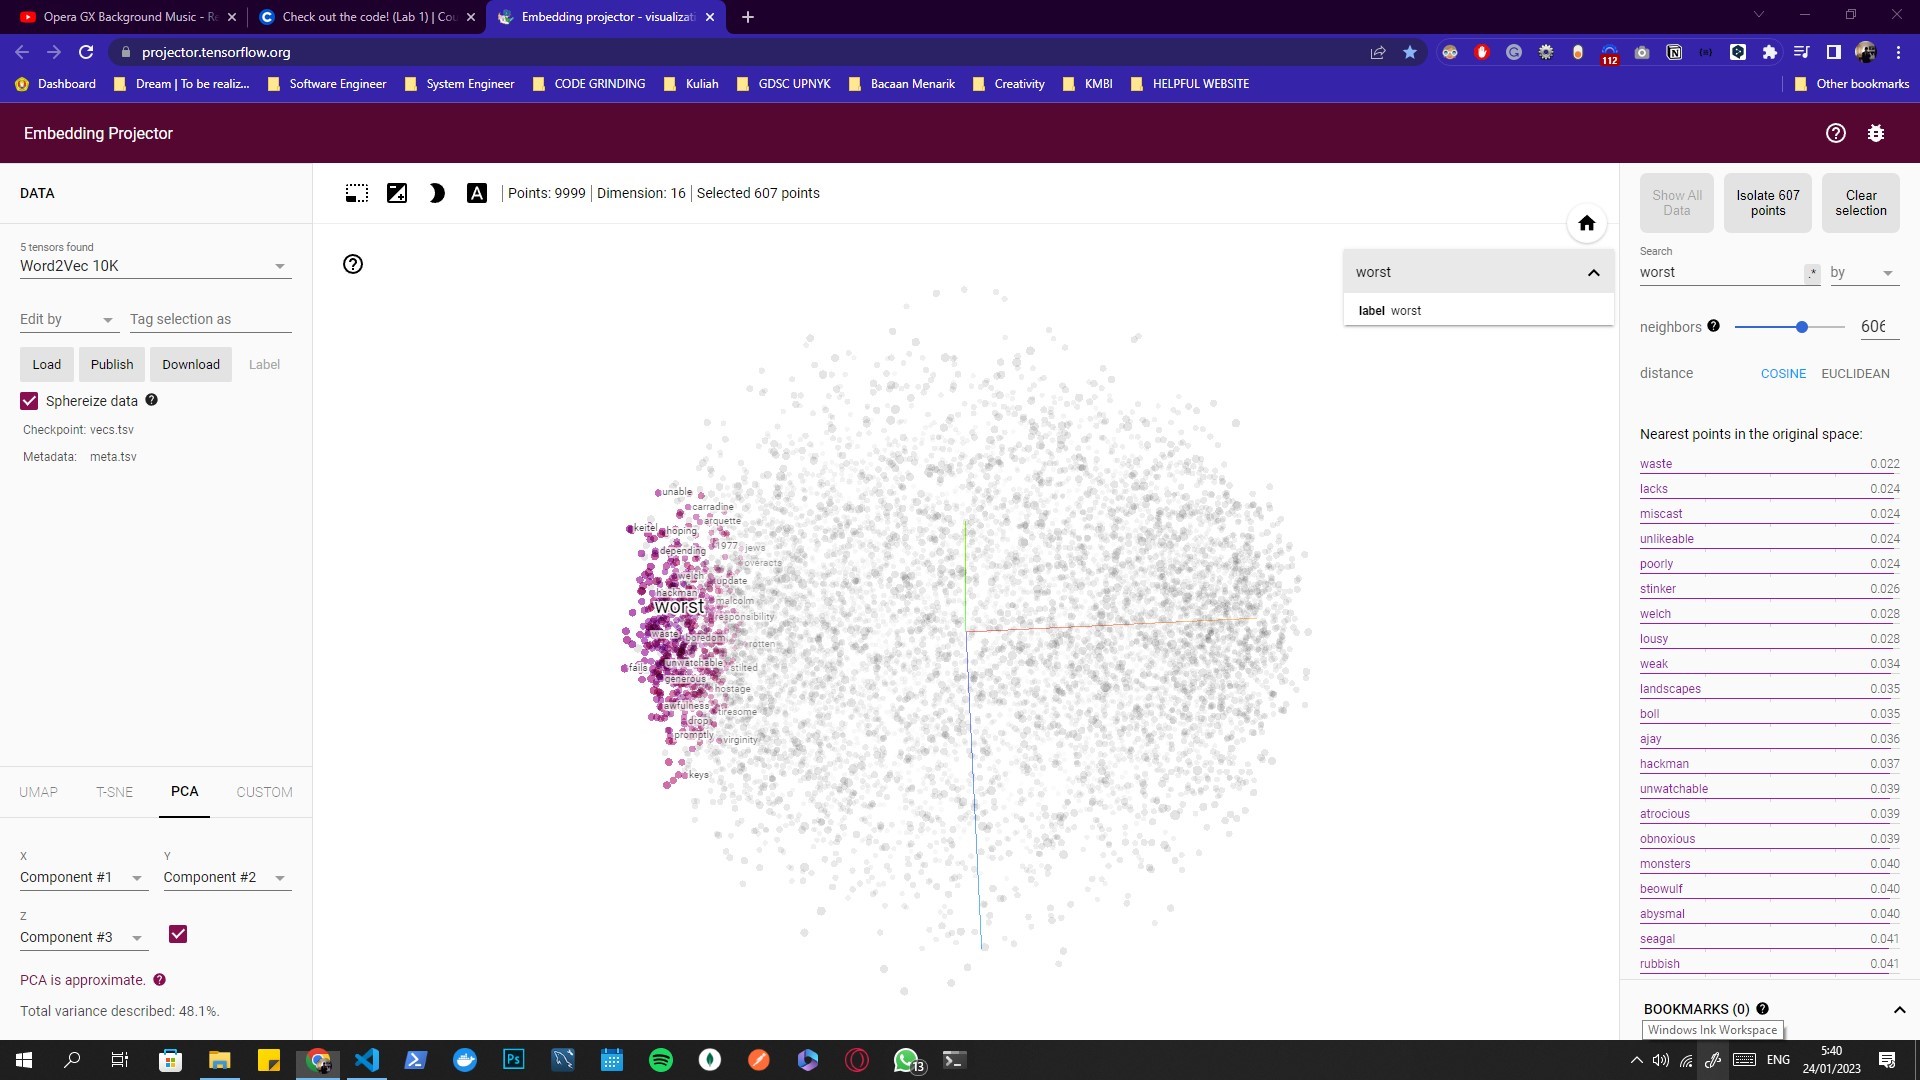 Opera GX Background Music - R
Check out the code! (Lab 1) | Cou
Embedding projector - visualizati
projector.tensorflow.org
112
Dashboard
Dream | To be realiz...
Software Engineer
System Engineer
CODE GRINDING
Kuliah
GDSC UPNYK
Bacaan Menarik
Creativity
KMBI
HELPFUL WEBSITE
Other bookmarks
Embedding Projector
DATA
5 tensors found
Word2Vec 10K
Edit by
Tag selection as
Load
Publish
Download
Label
Sphereize data
Checkpoint: vecs.tsv
Metadata: meta.tsv
UMAP
T-SNE
PCA
CUSTOM
X
Y
Component #1
Component #2
Z
Component #3
PCA is approximate.
Total variance described: 48.1%.
A
Points: 9999 | Dimension: 16 | Selected 607 points
worst
label worst
unable
carradine
arquette
keitel
hoping
1977
jews
depending
overacts
welch
update
hackman
malcolm
worst
responsibility
waste
boredom
rotten
fails
unwatchable
stilted
generous
hostage
awfulness
tiresome
drop
promptly
virginity
keys
Show All
Data
Isolate 607
points
Clear
selection
Search
worst
.*
by
neighbors
606
distance
COSINE
EUCLIDEAN
Nearest points in the original space:
waste 0.022
lacks 0.024
miscast 0.024
unlikeable 0.024
poorly 0.024
stinker 0.026
welch 0.028
lousy 0.028
weak 0.034
landscapes 0.035
boll 0.035
ajay 0.036
hackman 0.037
unwatchable 0.039
atrocious 0.039
obnoxious 0.039
monsters 0.040
beowulf 0.040
abysmal 0.040
seagal 0.041
rubbish 0.041
BOOKMARKS (0)
Windows Ink Workspace
Ps
13
ENG
5:40
24/01/2023